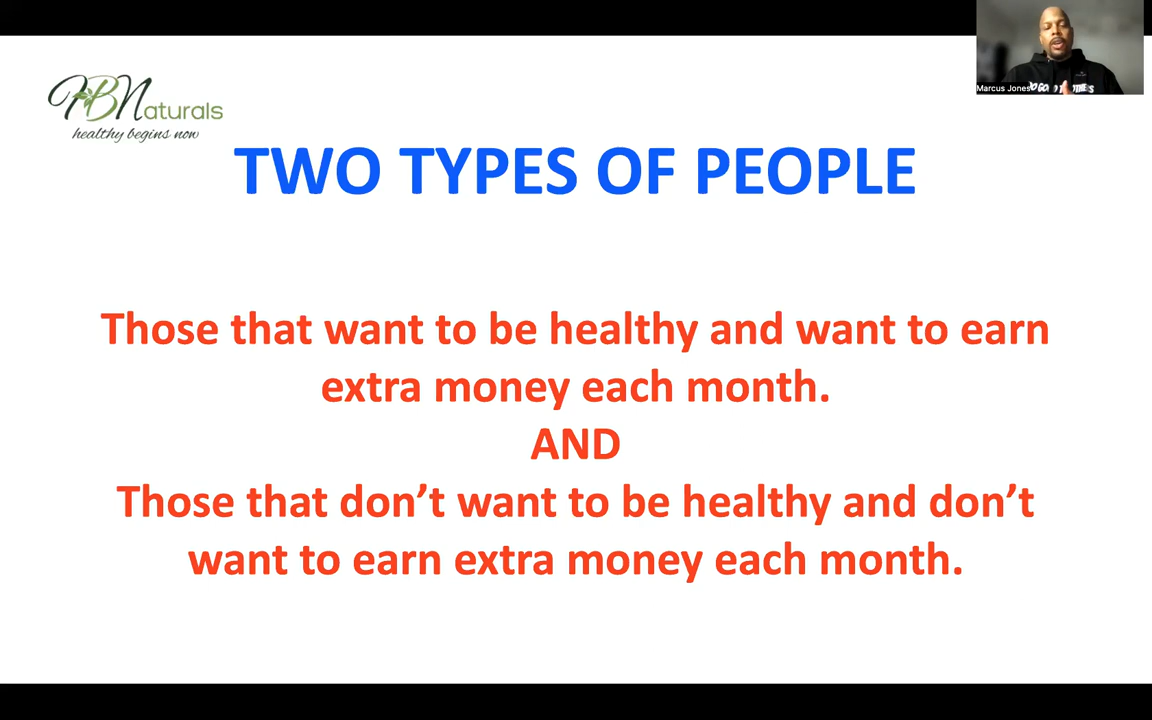 HBNaturals
healthy begins now
Marcus Jones
TWO TYPES OF PEOPLE
Those that want to be healthy and want to earn
extra money each month.
AND
Those that don’t want to be healthy and don’t
want to earn extra money each month.